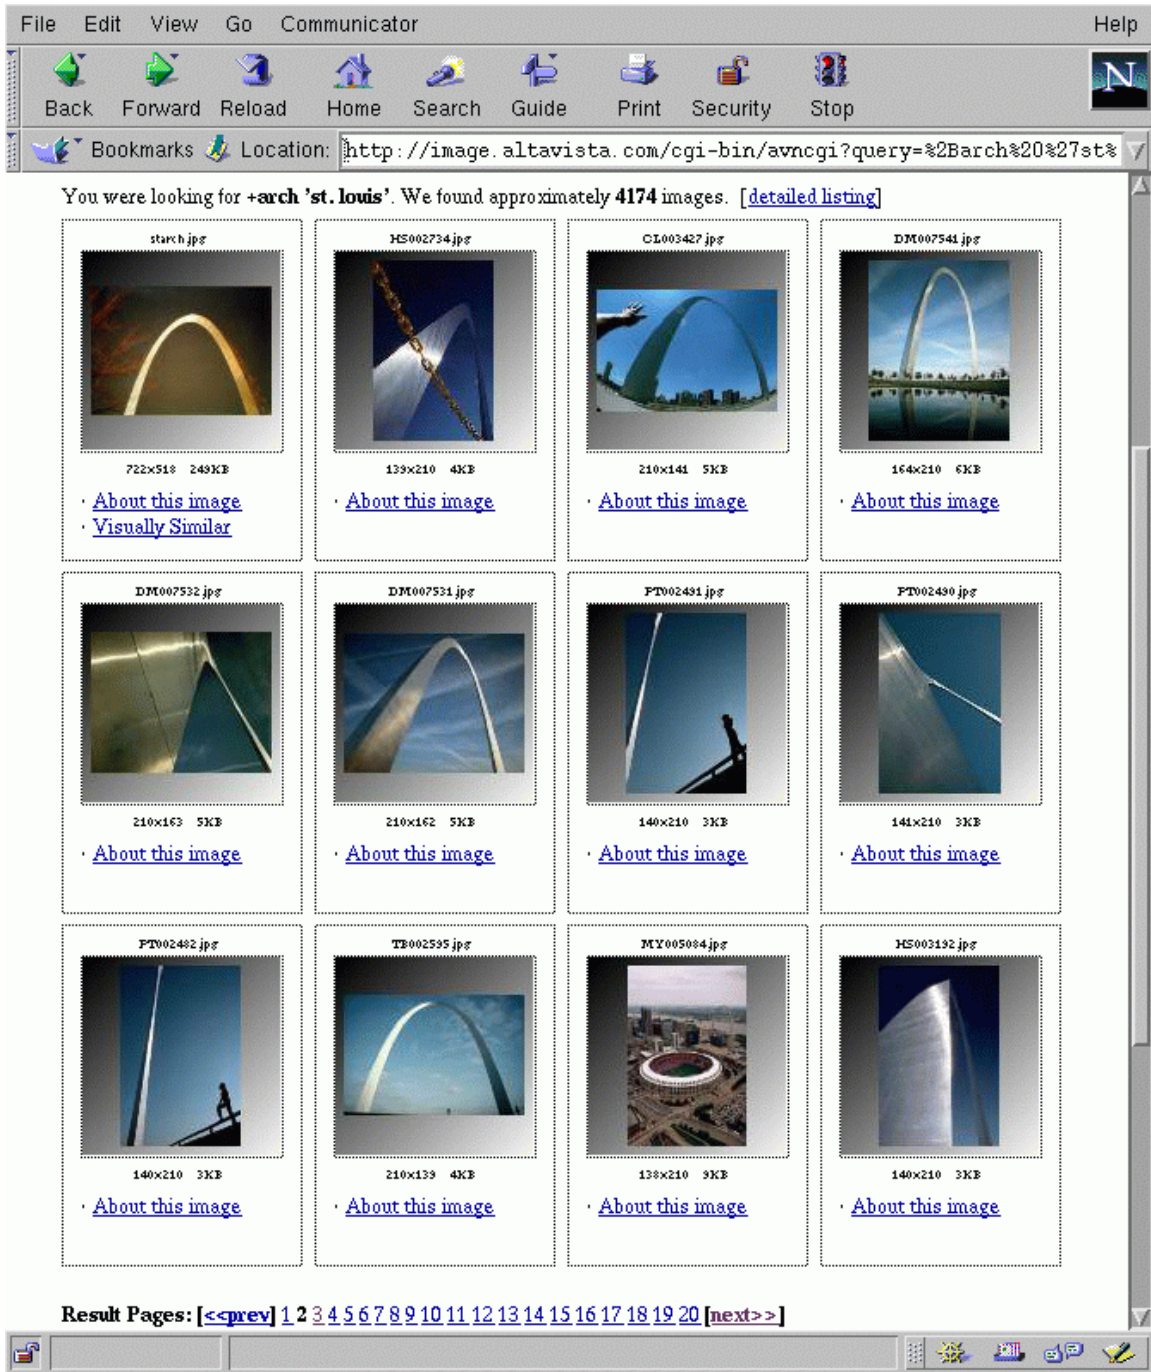 File Edit View Go Communicator Help
Back Forward Reload Home Search Guide Print Security Stop
N
Bookmarks Location: http://image.altavista.com/cgi-bin/avncgi?query=%2Barch%20%27st%
You were looking for +arch 'st. louis'. We found approximately 4174 images. [detailed listing]
starch.jpg HS002734.jpg CL003427.jpg DM007541.jpg
722x518 249KB 139x210 4KB 210x141 5KB 164x210 6KB
· About this image · About this image · About this image · About this image
· Visually Similar
DM007532.jpg DM007531.jpg PT002491.jpg PT002490.jpg
210x163 5KB 210x162 5KB 140x210 3KB 141x210 3KB
· About this image · About this image · About this image · About this image
PT002482.jpg TB002595.jpg MY005084.jpg HS003192.jpg
140x210 3KB 210x139 4KB 138x210 9KB 140x210 3KB
· About this image · About this image · About this image · About this image
Result Pages: [<<prev] 1 2 3 4 5 6 7 8 9 10 11 12 13 14 15 16 17 18 19 20 [next>>]